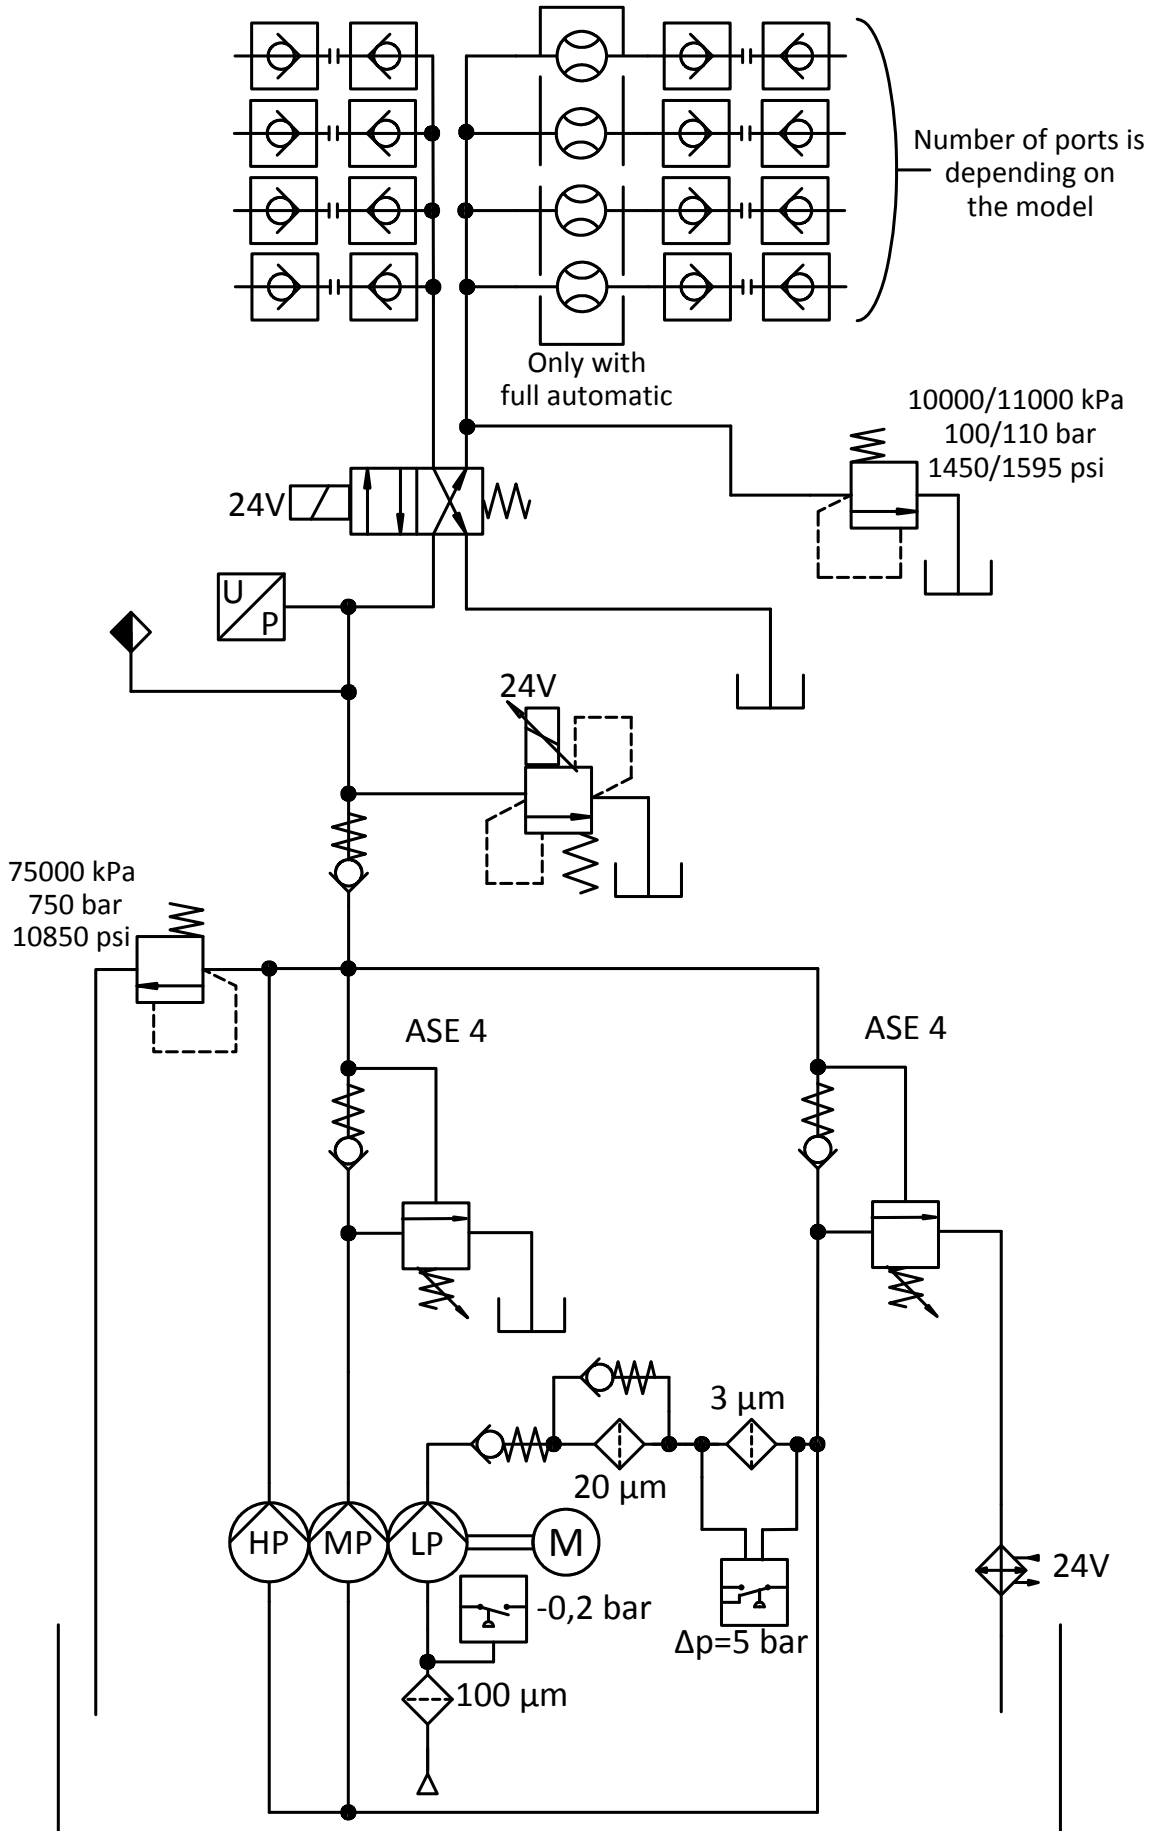 Number of ports is
depending on
the model
Only with
full automatic
10000/11000 kPa
100/110 bar
1450/1595 psi
24V
U
P
24V
75000 kPa
750 bar
10850 psi
ASE 4
ASE 4
3 µm
20 µm
HP
MP
LP
M
24V
-0,2 bar
Δp=5 bar
100 µm